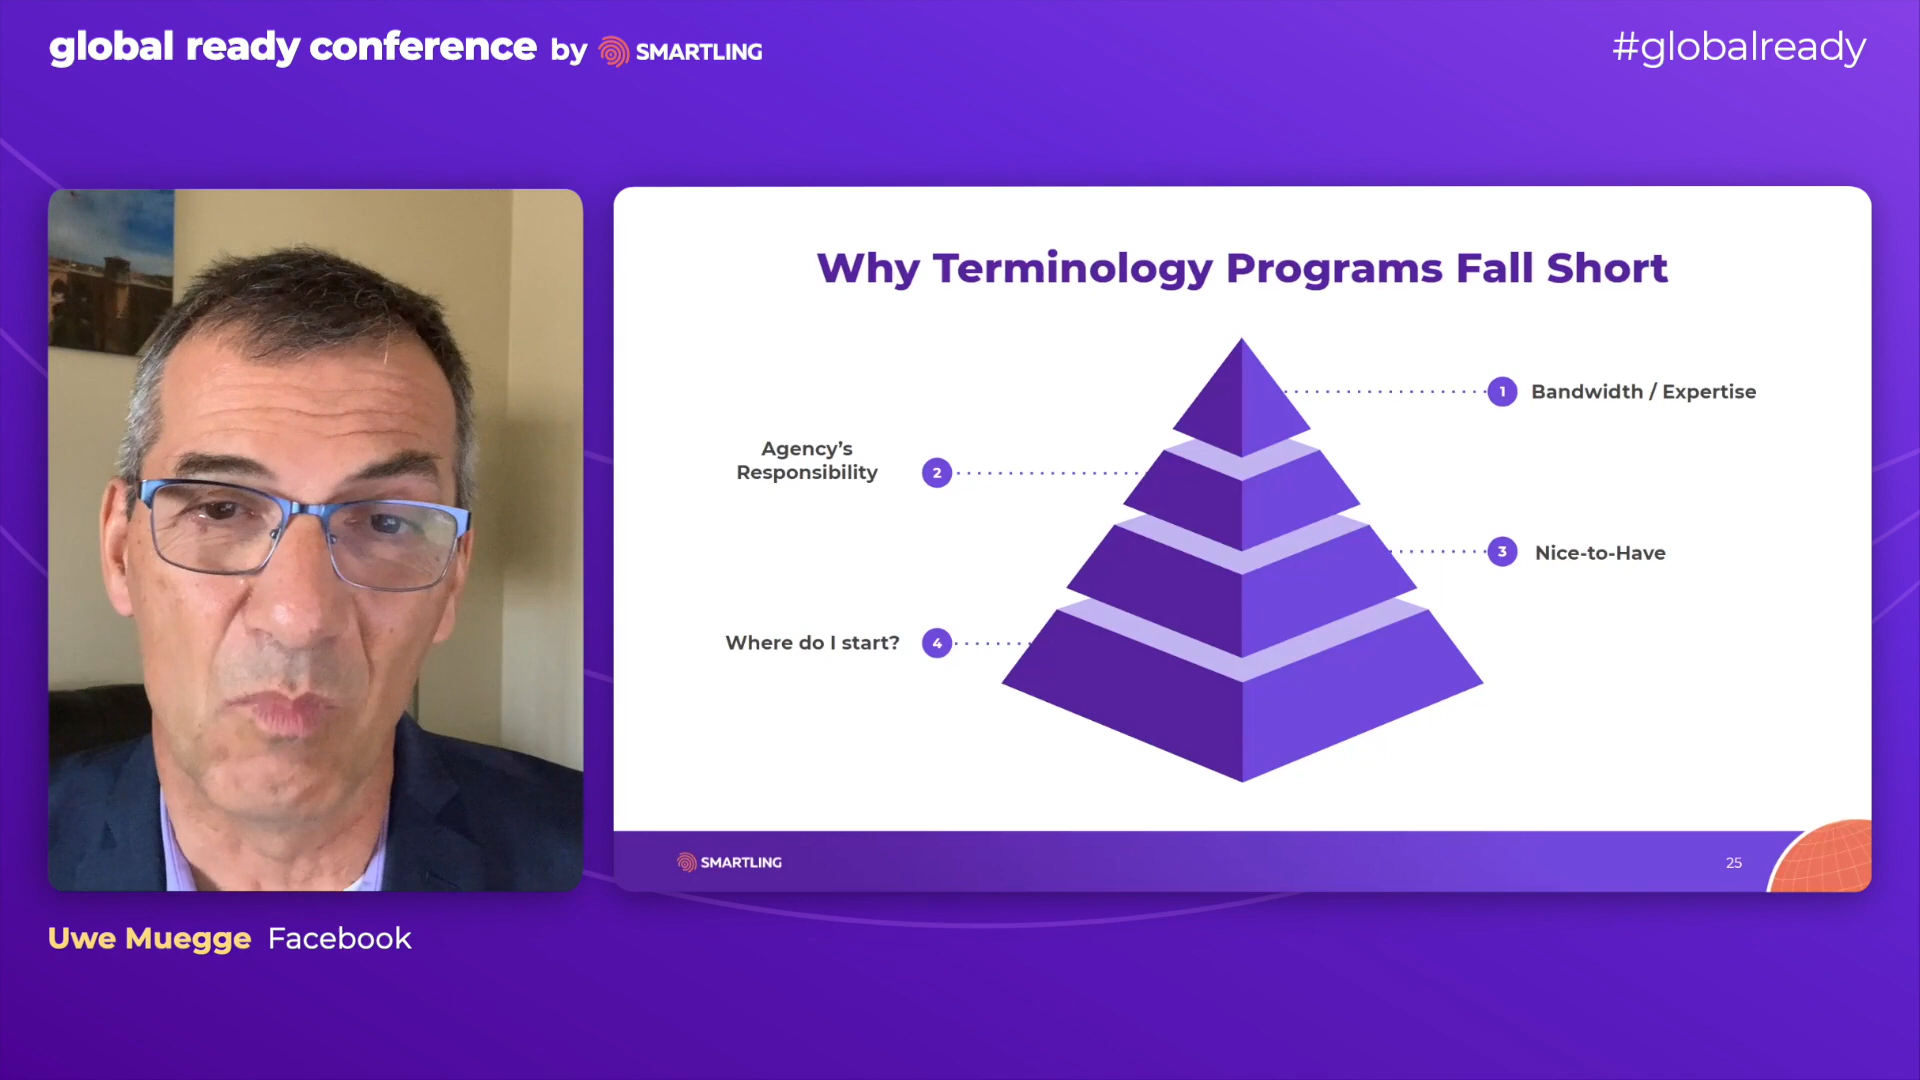 global ready conference by SMARTLING
#globalready
Why Terminology Programs Fall Short
1 Bandwidth / Expertise
Agency’s
Responsibility
2
3 Nice-to-Have
Where do I start? 4
SMARTLING
25
Uwe Muegge Facebook